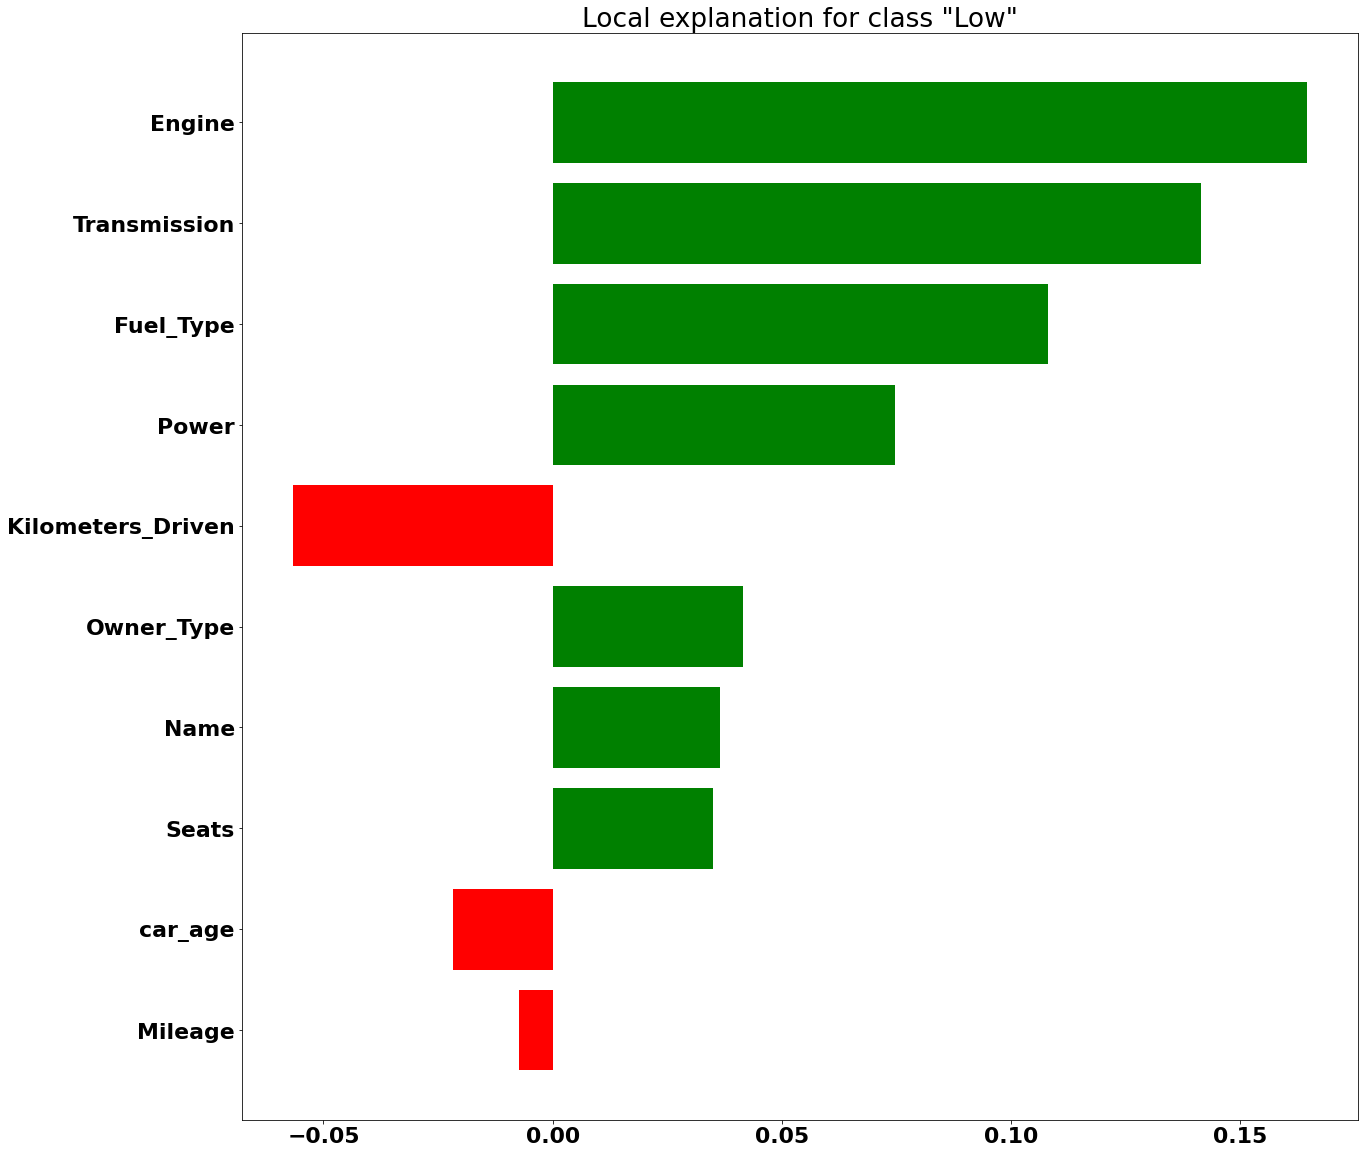 Local explanation for class "Low"
Engine
Transmission
Fuel_Type
Power
Kilometers_Driven
Owner_Type
Name
Seats
car_age
Mileage
−0.05 0.00 0.05 0.10 0.15